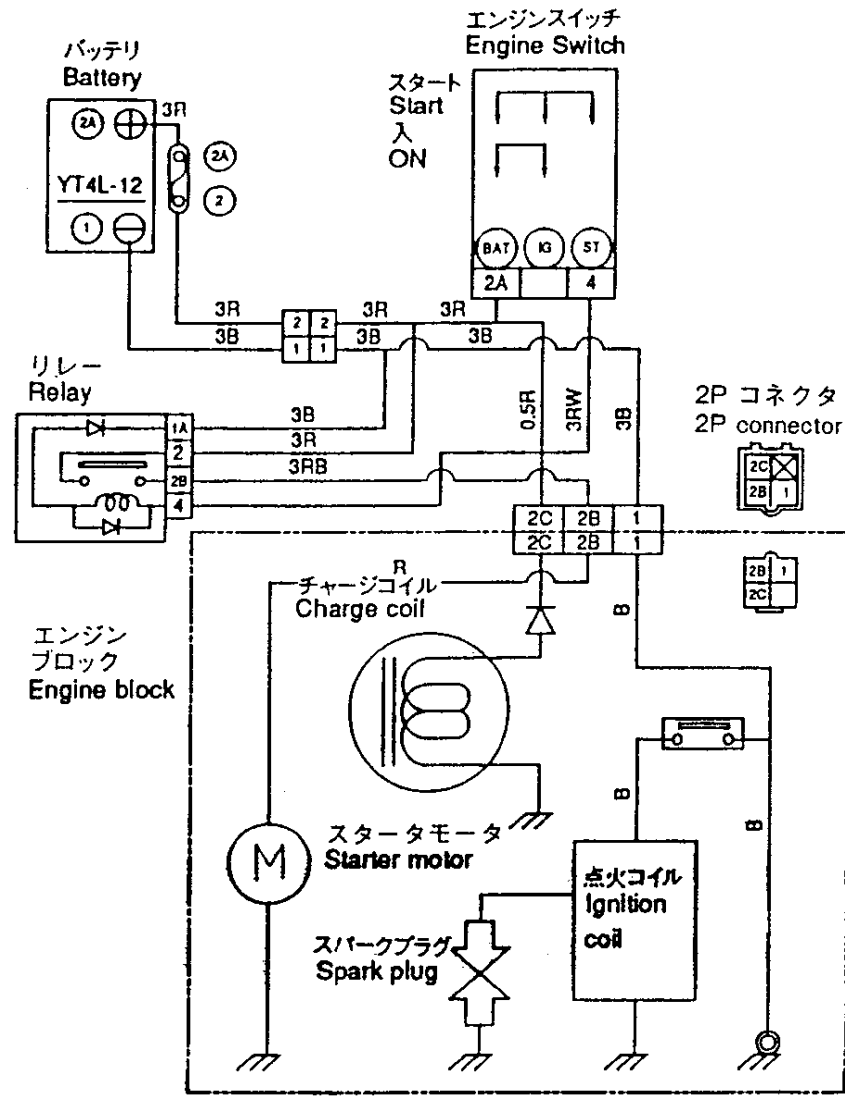 エンジンスイッチ
Engine Switch
バッテリ
Battery
スタート
Start
入
ON
2A
3R
2A
YT4L-12
2
1
BAT IG ST
2A 4
3R 3R 3R
2 2
3B 1 1 3B 3B
リレー
Relay
3B
1A
3R
2
3RB
2B
4
0.5R
3RW
3B
2P コネクタ
2P connector
2C
2B 1
2C 2B 1
2C 2B 1
2B 1
2C
R
チャージコイル
Charge coil
B
エンジン
ブロック
Engine block
B
B
スタータモータ
Starter motor
M
点火コイル
Ignition
coil
スパークプラグ
Spark plug